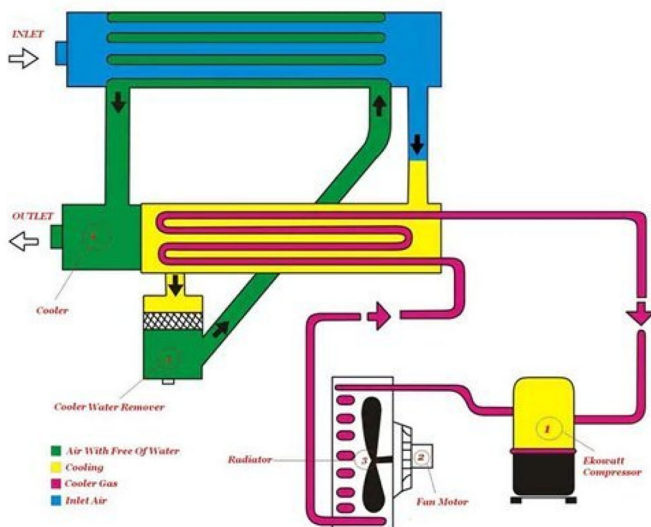 INLET
OUTLET
4
Cooler
Cooler Water Remover
Air With Free Of Water
Cooling
Cooler Gas
Inlet Air
Radiator
3
2
Fan Motor
1
Ekowatt
Compressor